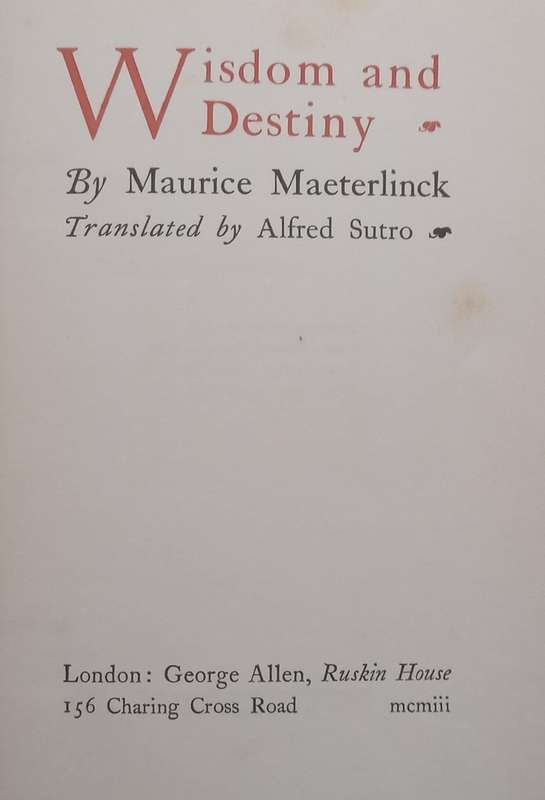 Wisdom and
Destiny
By Maurice Maeterlinck
Translated by Alfred Sutro
London: George Allen, Ruskin House
156 Charing Cross Road mcmiii